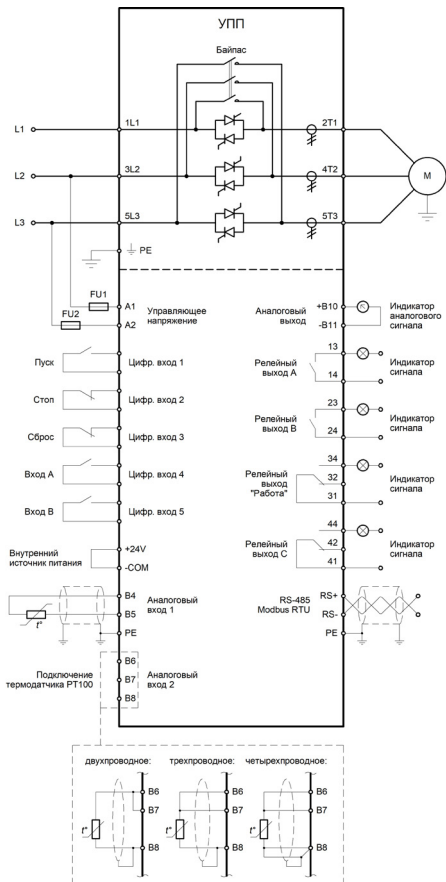 УПП
Байпас
L1
1L1
2T1
L2
3L2
4T2
M
L3
5L3
5T3
PE
FU1
FU2
A1
A2
Управляющее
напряжение
Аналоговый
выход
+B10
-B11
Индикатор
аналогового
сигнала
Пуск
Цифр. вход 1
Релейный
выход A
13
14
Индикатор
сигнала
Стоп
Цифр. вход 2
Сброс
Цифр. вход 3
Релейный
выход B
23
24
Индикатор
сигнала
Вход A
Цифр. вход 4
Релейный
выход
"Работа"
34
32
31
Индикатор
сигнала
Вход B
Цифр. вход 5
Релейный
выход C
44
42
41
Индикатор
сигнала
Внутренний
источник питания
+24V
-COM
t°
B4
B5
PE
Аналоговый
вход 1
RS-485
Modbus RTU
RS+
RS-
PE
Подключение
термодатчика PT100
B6
B7
B8
Аналоговый
вход 2
двухпроводное:
трехпроводное:
четырехпроводное:
t°
B6
B7
B8
t°
B6
B7
B8
t°
B6
B7
B8